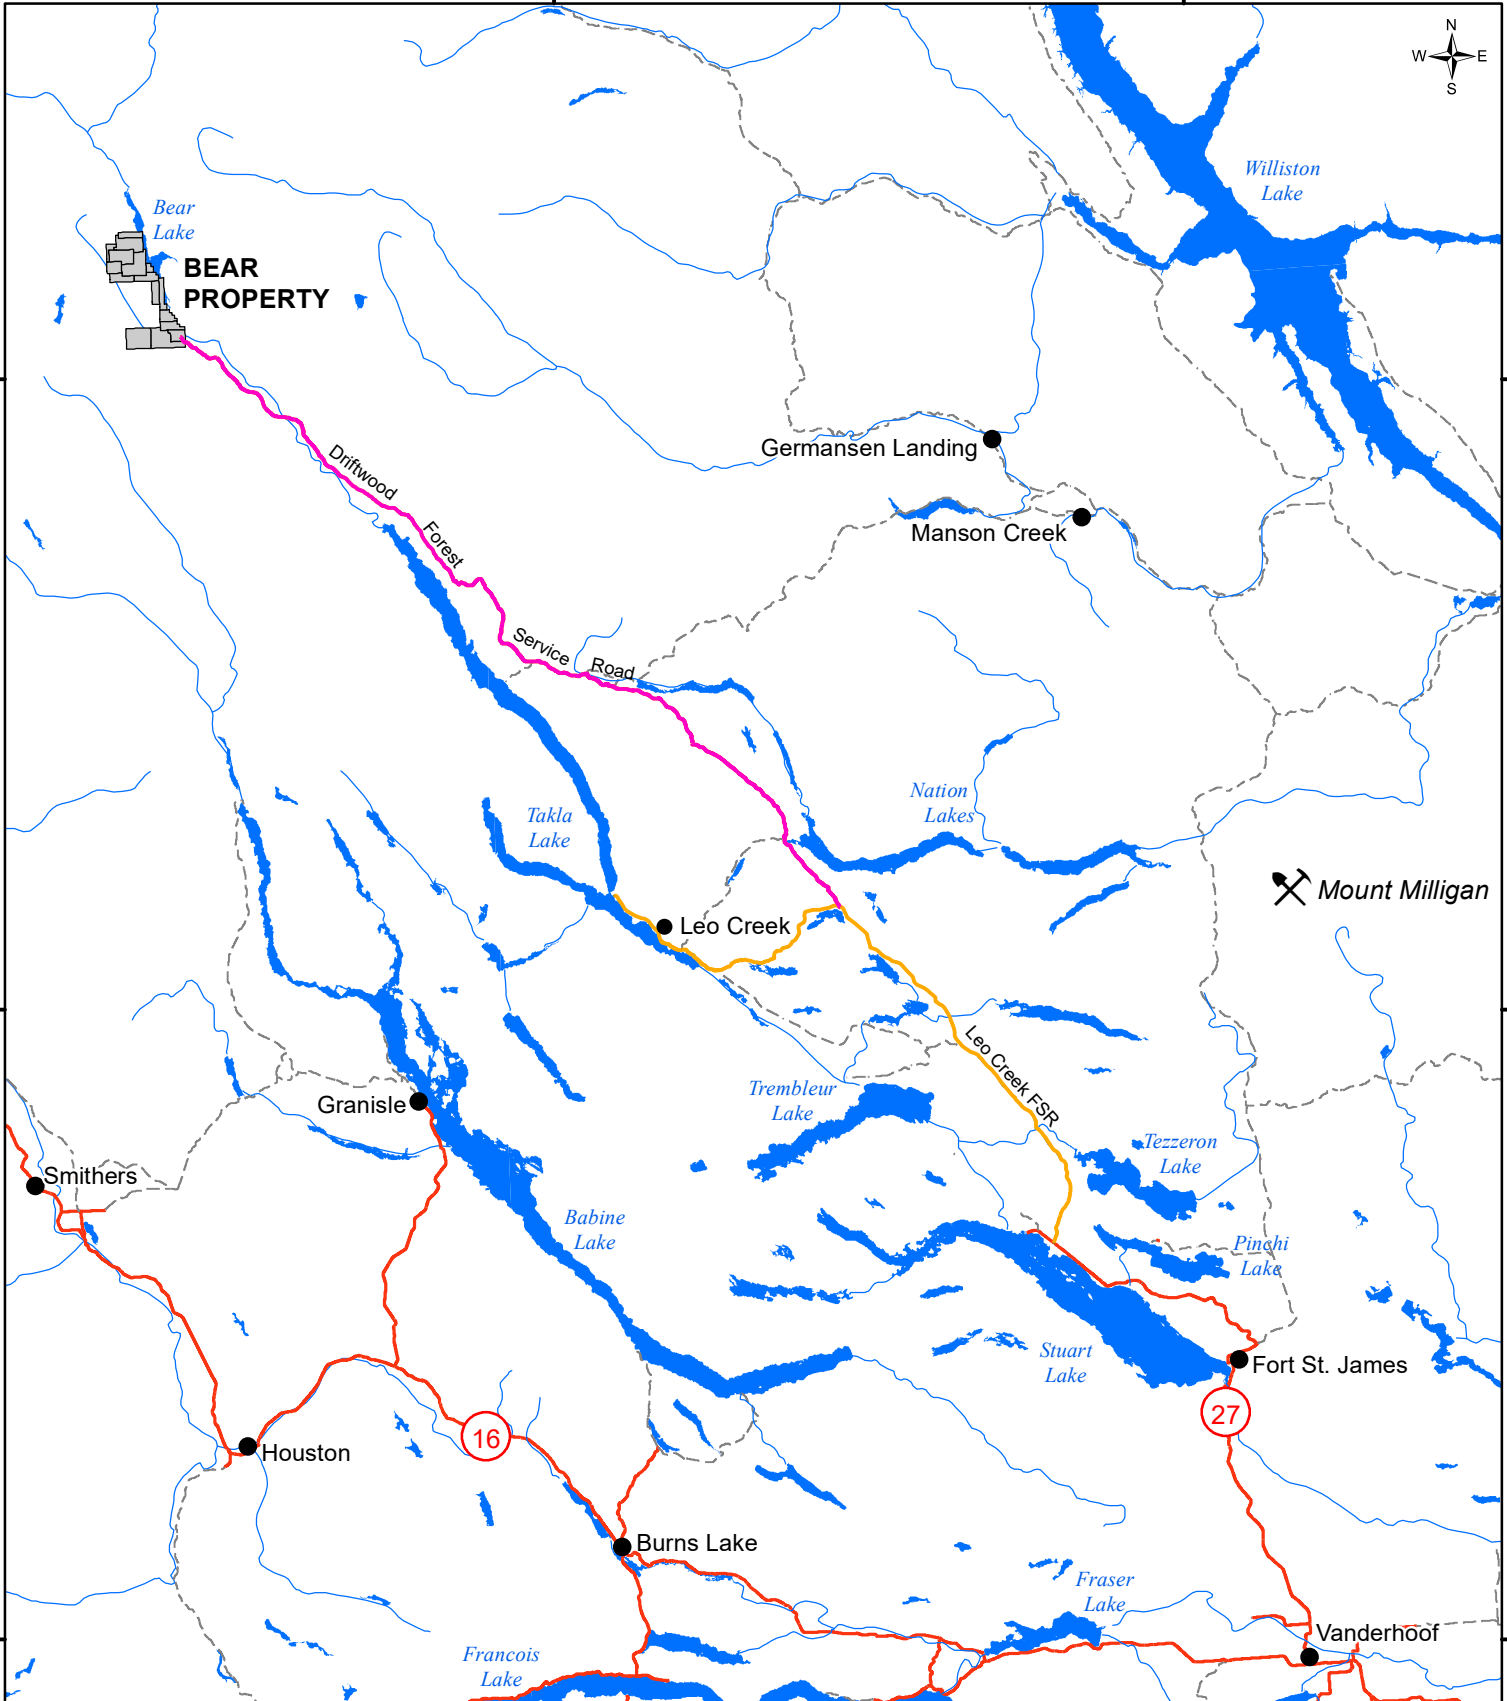 N
W E
S
Williston
Lake
Bear
Lake
BEAR
PROPERTY
Germansen Landing
Driftwood
Forest
Service
Road
Manson Creek
Nation
Lakes
Takla
Lake
Mount Milligan
Leo Creek
Leo Creek FSR
Trembleur
Lake
Granisle
Tezzeron
Lake
Smithers
Babine
Lake
Pinchi
Lake
Stuart
Lake
Fort St. James
27
16
Houston
Burns Lake
Fraser
Lake
Vanderhoof
Francois
Lake